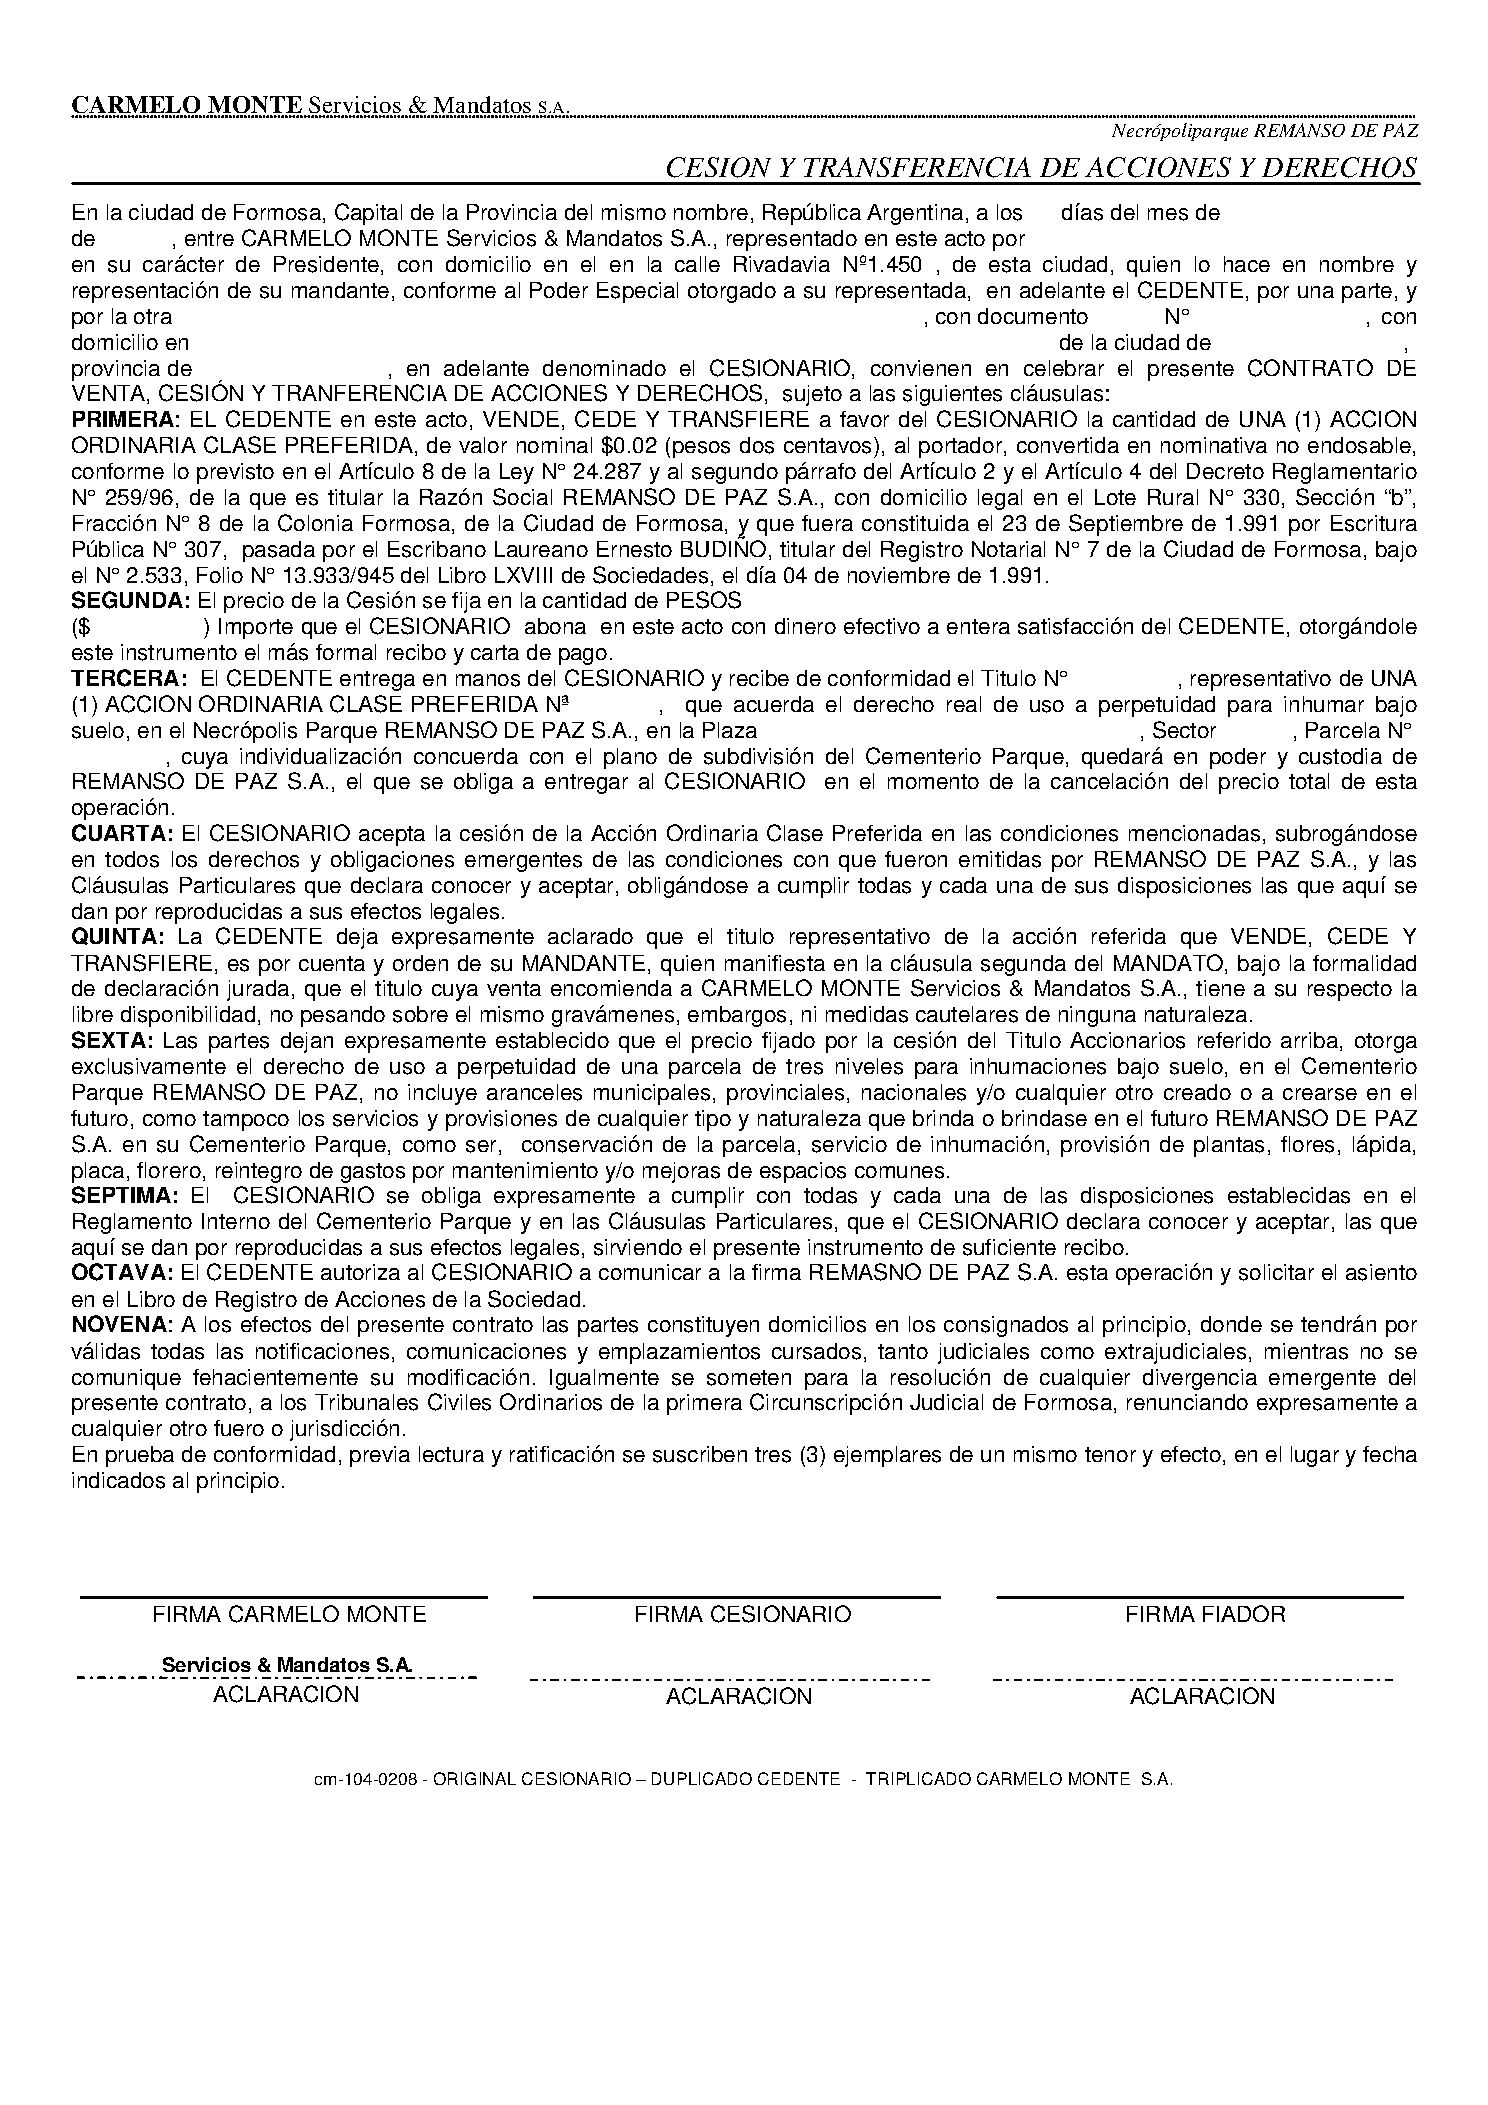 CARMELO MONTE Servicios & Mandatos S.A.
Necrópoliparque REMANSO DE PAZ
CESION Y TRANSFERENCIA DE ACCIONES Y DERECHOS
En la ciudad de Formosa, Capital de la Provincia del mismo nombre, República Argentina, a los días del mes de
de , entre CARMELO MONTE Servicios & Mandatos S.A., representado en este acto por
en su carácter de Presidente, con domicilio en el en la calle Rivadavia Nº1.450 , de esta ciudad, quien lo hace en nombre y
representación de su mandante, conforme al Poder Especial otorgado a su representada, en adelante el CEDENTE, por una parte, y
por la otra , con documento N° , con
domicilio en de la ciudad de ,
provincia de , en adelante denominado el CESIONARIO, convienen en celebrar el presente CONTRATO DE
VENTA, CESIÓN Y TRANFERENCIA DE ACCIONES Y DERECHOS, sujeto a las siguientes cláusulas:
PRIMERA: EL CEDENTE en este acto, VENDE, CEDE Y TRANSFIERE a favor del CESIONARIO la cantidad de UNA (1) ACCION
ORDINARIA CLASE PREFERIDA, de valor nominal $0.02 (pesos dos centavos), al portador, convertida en nominativa no endosable,
conforme lo previsto en el Artículo 8 de la Ley N° 24.287 y al segundo párrafo del Artículo 2 y el Artículo 4 del Decreto Reglamentario
N° 259/96, de la que es titular la Razón Social REMANSO DE PAZ S.A., con domicilio legal en el Lote Rural N° 330, Sección “b”,
Fracción N° 8 de la Colonia Formosa, de la Ciudad de Formosa, y que fuera constituida el 23 de Septiembre de 1.991 por Escritura
Pública N° 307, pasada por el Escribano Laureano Ernesto BUDIÑO, titular del Registro Notarial N° 7 de la Ciudad de Formosa, bajo
el N° 2.533, Folio N° 13.933/945 del Libro LXVIII de Sociedades, el día 04 de noviembre de 1.991.
SEGUNDA: El precio de la Cesión se fija en la cantidad de PESOS
($ ) Importe que el CESIONARIO abona en este acto con dinero efectivo a entera satisfacción del CEDENTE, otorgándole
este instrumento el más formal recibo y carta de pago.
TERCERA: El CEDENTE entrega en manos del CESIONARIO y recibe de conformidad el Titulo N° , representativo de UNA
(1) ACCION ORDINARIA CLASE PREFERIDA Nª , que acuerda el derecho real de uso a perpetuidad para inhumar bajo
suelo, en el Necrópolis Parque REMANSO DE PAZ S.A., en la Plaza , Sector , Parcela N°
, cuya individualización concuerda con el plano de subdivisión del Cementerio Parque, quedará en poder y custodia de
REMANSO DE PAZ S.A., el que se obliga a entregar al CESIONARIO en el momento de la cancelación del precio total de esta
operación.
CUARTA: El CESIONARIO acepta la cesión de la Acción Ordinaria Clase Preferida en las condiciones mencionadas, subrogándose
en todos los derechos y obligaciones emergentes de las condiciones con que fueron emitidas por REMANSO DE PAZ S.A., y las
Cláusulas Particulares que declara conocer y aceptar, obligándose a cumplir todas y cada una de sus disposiciones las que aquí se
dan por reproducidas a sus efectos legales.
QUINTA: La CEDENTE deja expresamente aclarado que el titulo representativo de la acción referida que VENDE, CEDE Y
TRANSFIERE, es por cuenta y orden de su MANDANTE, quien manifiesta en la cláusula segunda del MANDATO, bajo la formalidad
de declaración jurada, que el titulo cuya venta encomienda a CARMELO MONTE Servicios & Mandatos S.A., tiene a su respecto la
libre disponibilidad, no pesando sobre el mismo gravámenes, embargos, ni medidas cautelares de ninguna naturaleza.
SEXTA: Las partes dejan expresamente establecido que el precio fijado por la cesión del Titulo Accionarios referido arriba, otorga
exclusivamente el derecho de uso a perpetuidad de una parcela de tres niveles para inhumaciones bajo suelo, en el Cementerio
Parque REMANSO DE PAZ, no incluye aranceles municipales, provinciales, nacionales y/o cualquier otro creado o a crearse en el
futuro, como tampoco los servicios y provisiones de cualquier tipo y naturaleza que brinda o brindase en el futuro REMANSO DE PAZ
S.A. en su Cementerio Parque, como ser, conservación de la parcela, servicio de inhumación, provisión de plantas, flores, lápida,
placa, florero, reintegro de gastos por mantenimiento y/o mejoras de espacios comunes.
SEPTIMA: El CESIONARIO se obliga expresamente a cumplir con todas y cada una de las disposiciones establecidas en el
Reglamento Interno del Cementerio Parque y en las Cláusulas Particulares, que el CESIONARIO declara conocer y aceptar, las que
aquí se dan por reproducidas a sus efectos legales, sirviendo el presente instrumento de suficiente recibo.
OCTAVA: El CEDENTE autoriza al CESIONARIO a comunicar a la firma REMASNO DE PAZ S.A. esta operación y solicitar el asiento
en el Libro de Registro de Acciones de la Sociedad.
NOVENA: A los efectos del presente contrato las partes constituyen domicilios en los consignados al principio, donde se tendrán por
válidas todas las notificaciones, comunicaciones y emplazamientos cursados, tanto judiciales como extrajudiciales, mientras no se
comunique fehacientemente su modificación. Igualmente se someten para la resolución de cualquier divergencia emergente del
presente contrato, a los Tribunales Civiles Ordinarios de la primera Circunscripción Judicial de Formosa, renunciando expresamente a
cualquier otro fuero o jurisdicción.
En prueba de conformidad, previa lectura y ratificación se suscriben tres (3) ejemplares de un mismo tenor y efecto, en el lugar y fecha
indicados al principio.
FIRMA CARMELO MONTE FIRMA CESIONARIO FIRMA FIADOR
Servicios & Mandatos S.A.
ACLARACION ACLARACION ACLARACION
cm-104-0208 - ORIGINAL CESIONARIO – DUPLICADO CEDENTE - TRIPLICADO CARMELO MONTE S.A.